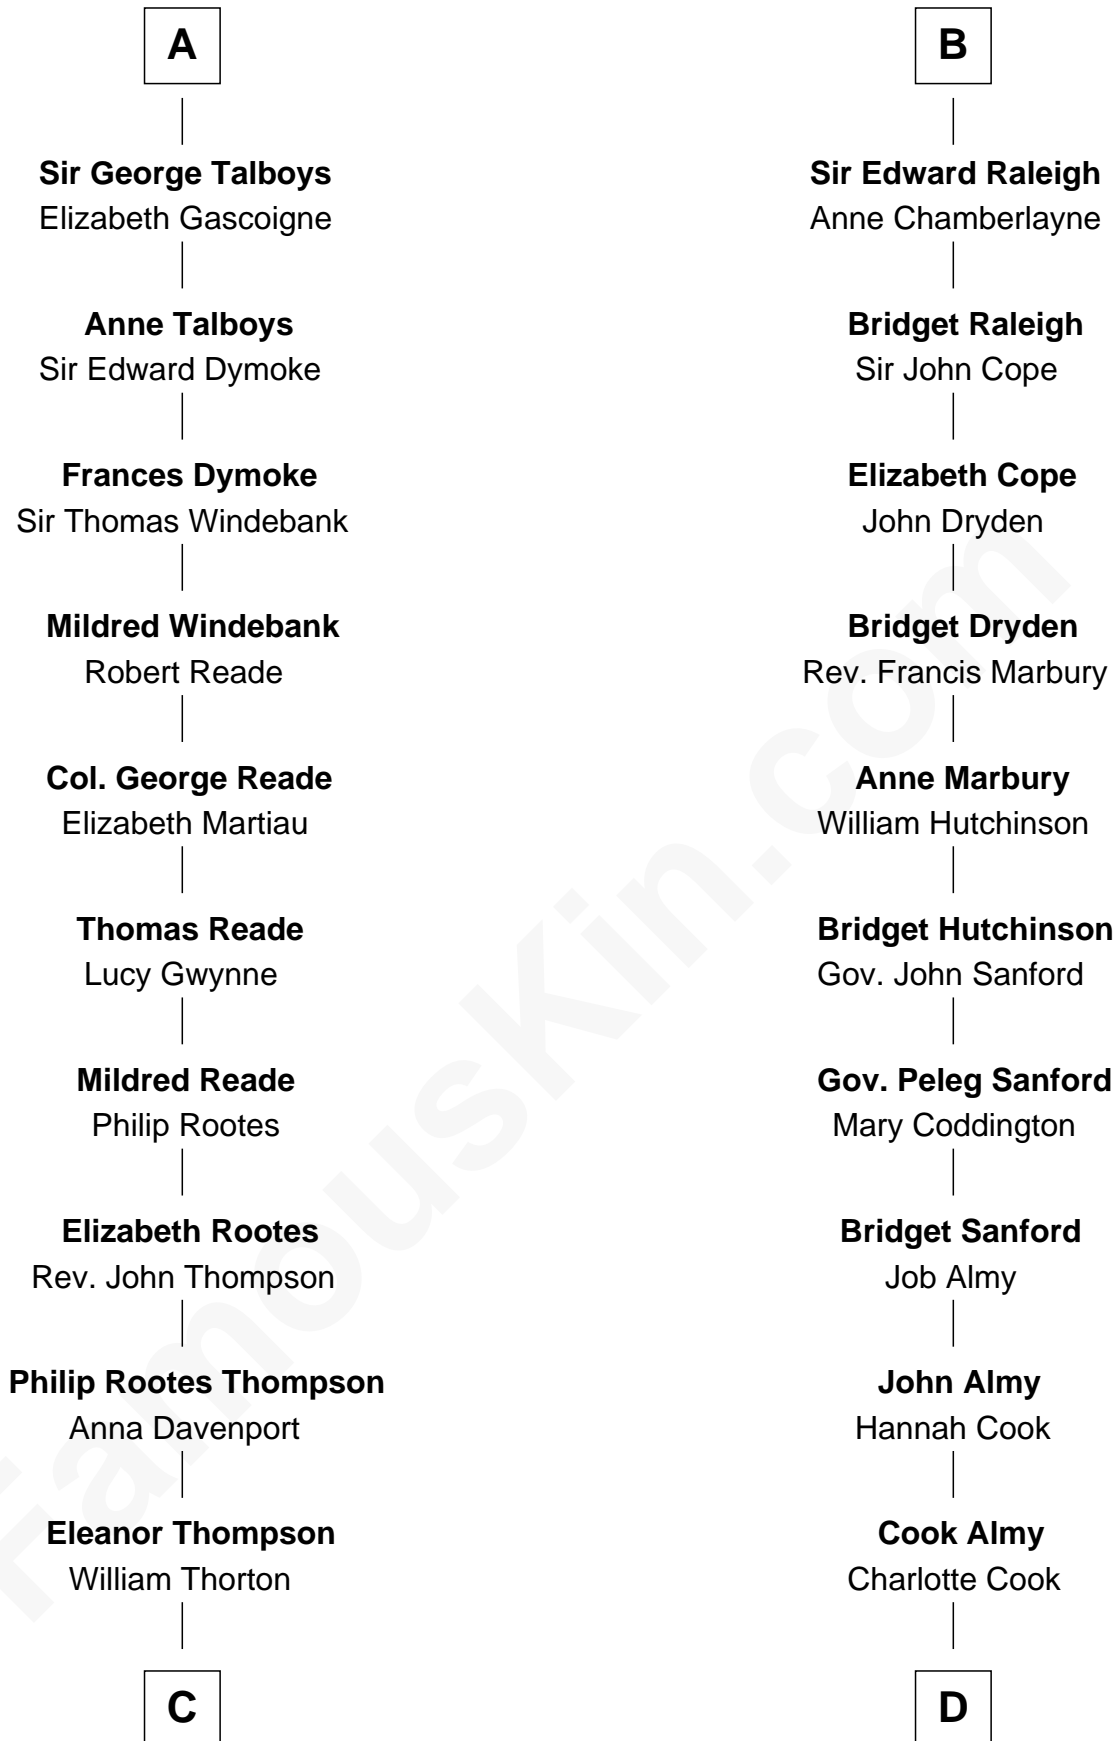 A
Sir George Talboys
Elizabeth Gascoigne
Anne Talboys
Sir Edward Dymoke
Frances Dymoke
Sir Thomas Windebank
Mildred Windebank
Robert Reade
Col. George Reade
Elizabeth Martiau
Thomas Reade
Lucy Gwynne
Mildred Reade
Philip Rootes
Elizabeth Rootes
Rev. John Thompson
Philip Rootes Thompson
Anna Davenport
Eleanor Thompson
William Thorton
C
B
Sir Edward Raleigh
Anne Chamberlayne
Bridget Raleigh
Sir John Cope
Elizabeth Cope
John Dryden
Bridget Dryden
Rev. Francis Marbury
Anne Marbury
William Hutchinson
Bridget Hutchinson
Gov. John Sanford
Gov. Peleg Sanford
Mary Coddington
Bridget Sanford
Job Almy
John Almy
Hannah Cook
Cook Almy
Charlotte Cook
D
FamousKin.com